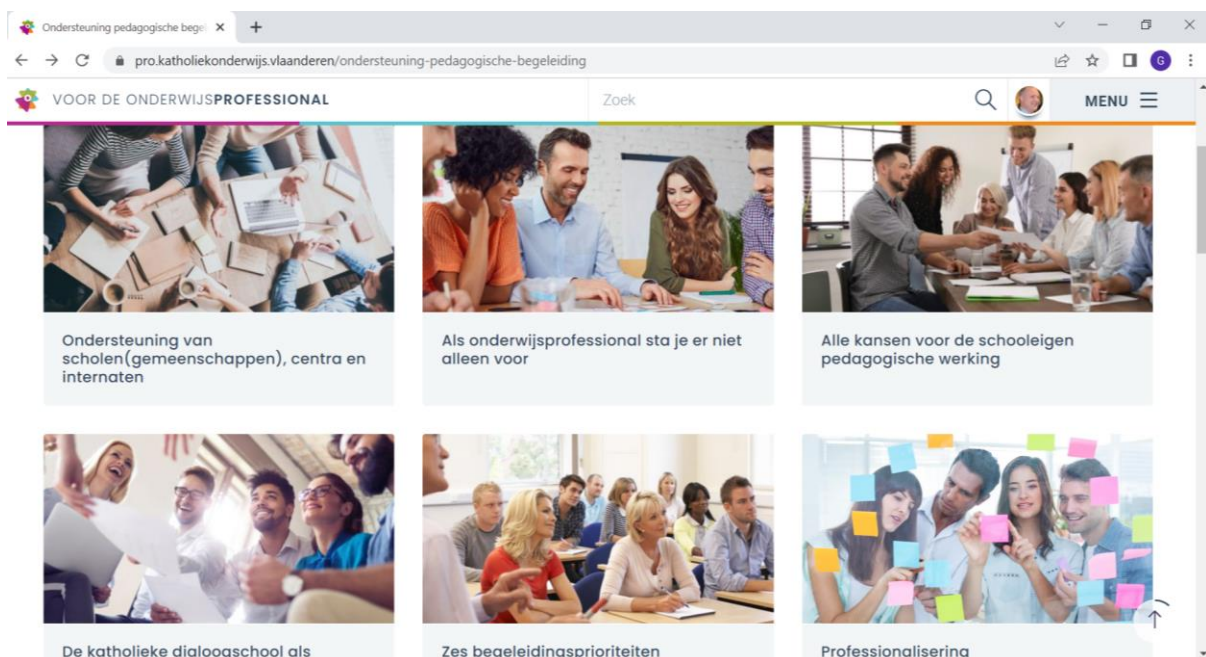 Ondersteuning pedagogische bege
pro.katholiekonderwijs.vlaanderen/ondersteuning-pedagogische-begeleiding
G
VOOR DE ONDERWIJSPROFESSIONAL
Zoek
MENU
Ondersteuning van
scholen(gemeenschappen), centra en
internaten
Als onderwijsprofessional sta je er niet
alleen voor
Alle kansen voor de schooleigen
pedagogische werking
De katholieke dialoogschool als
Zes begeleidingsprioriteiten
Professionalisering